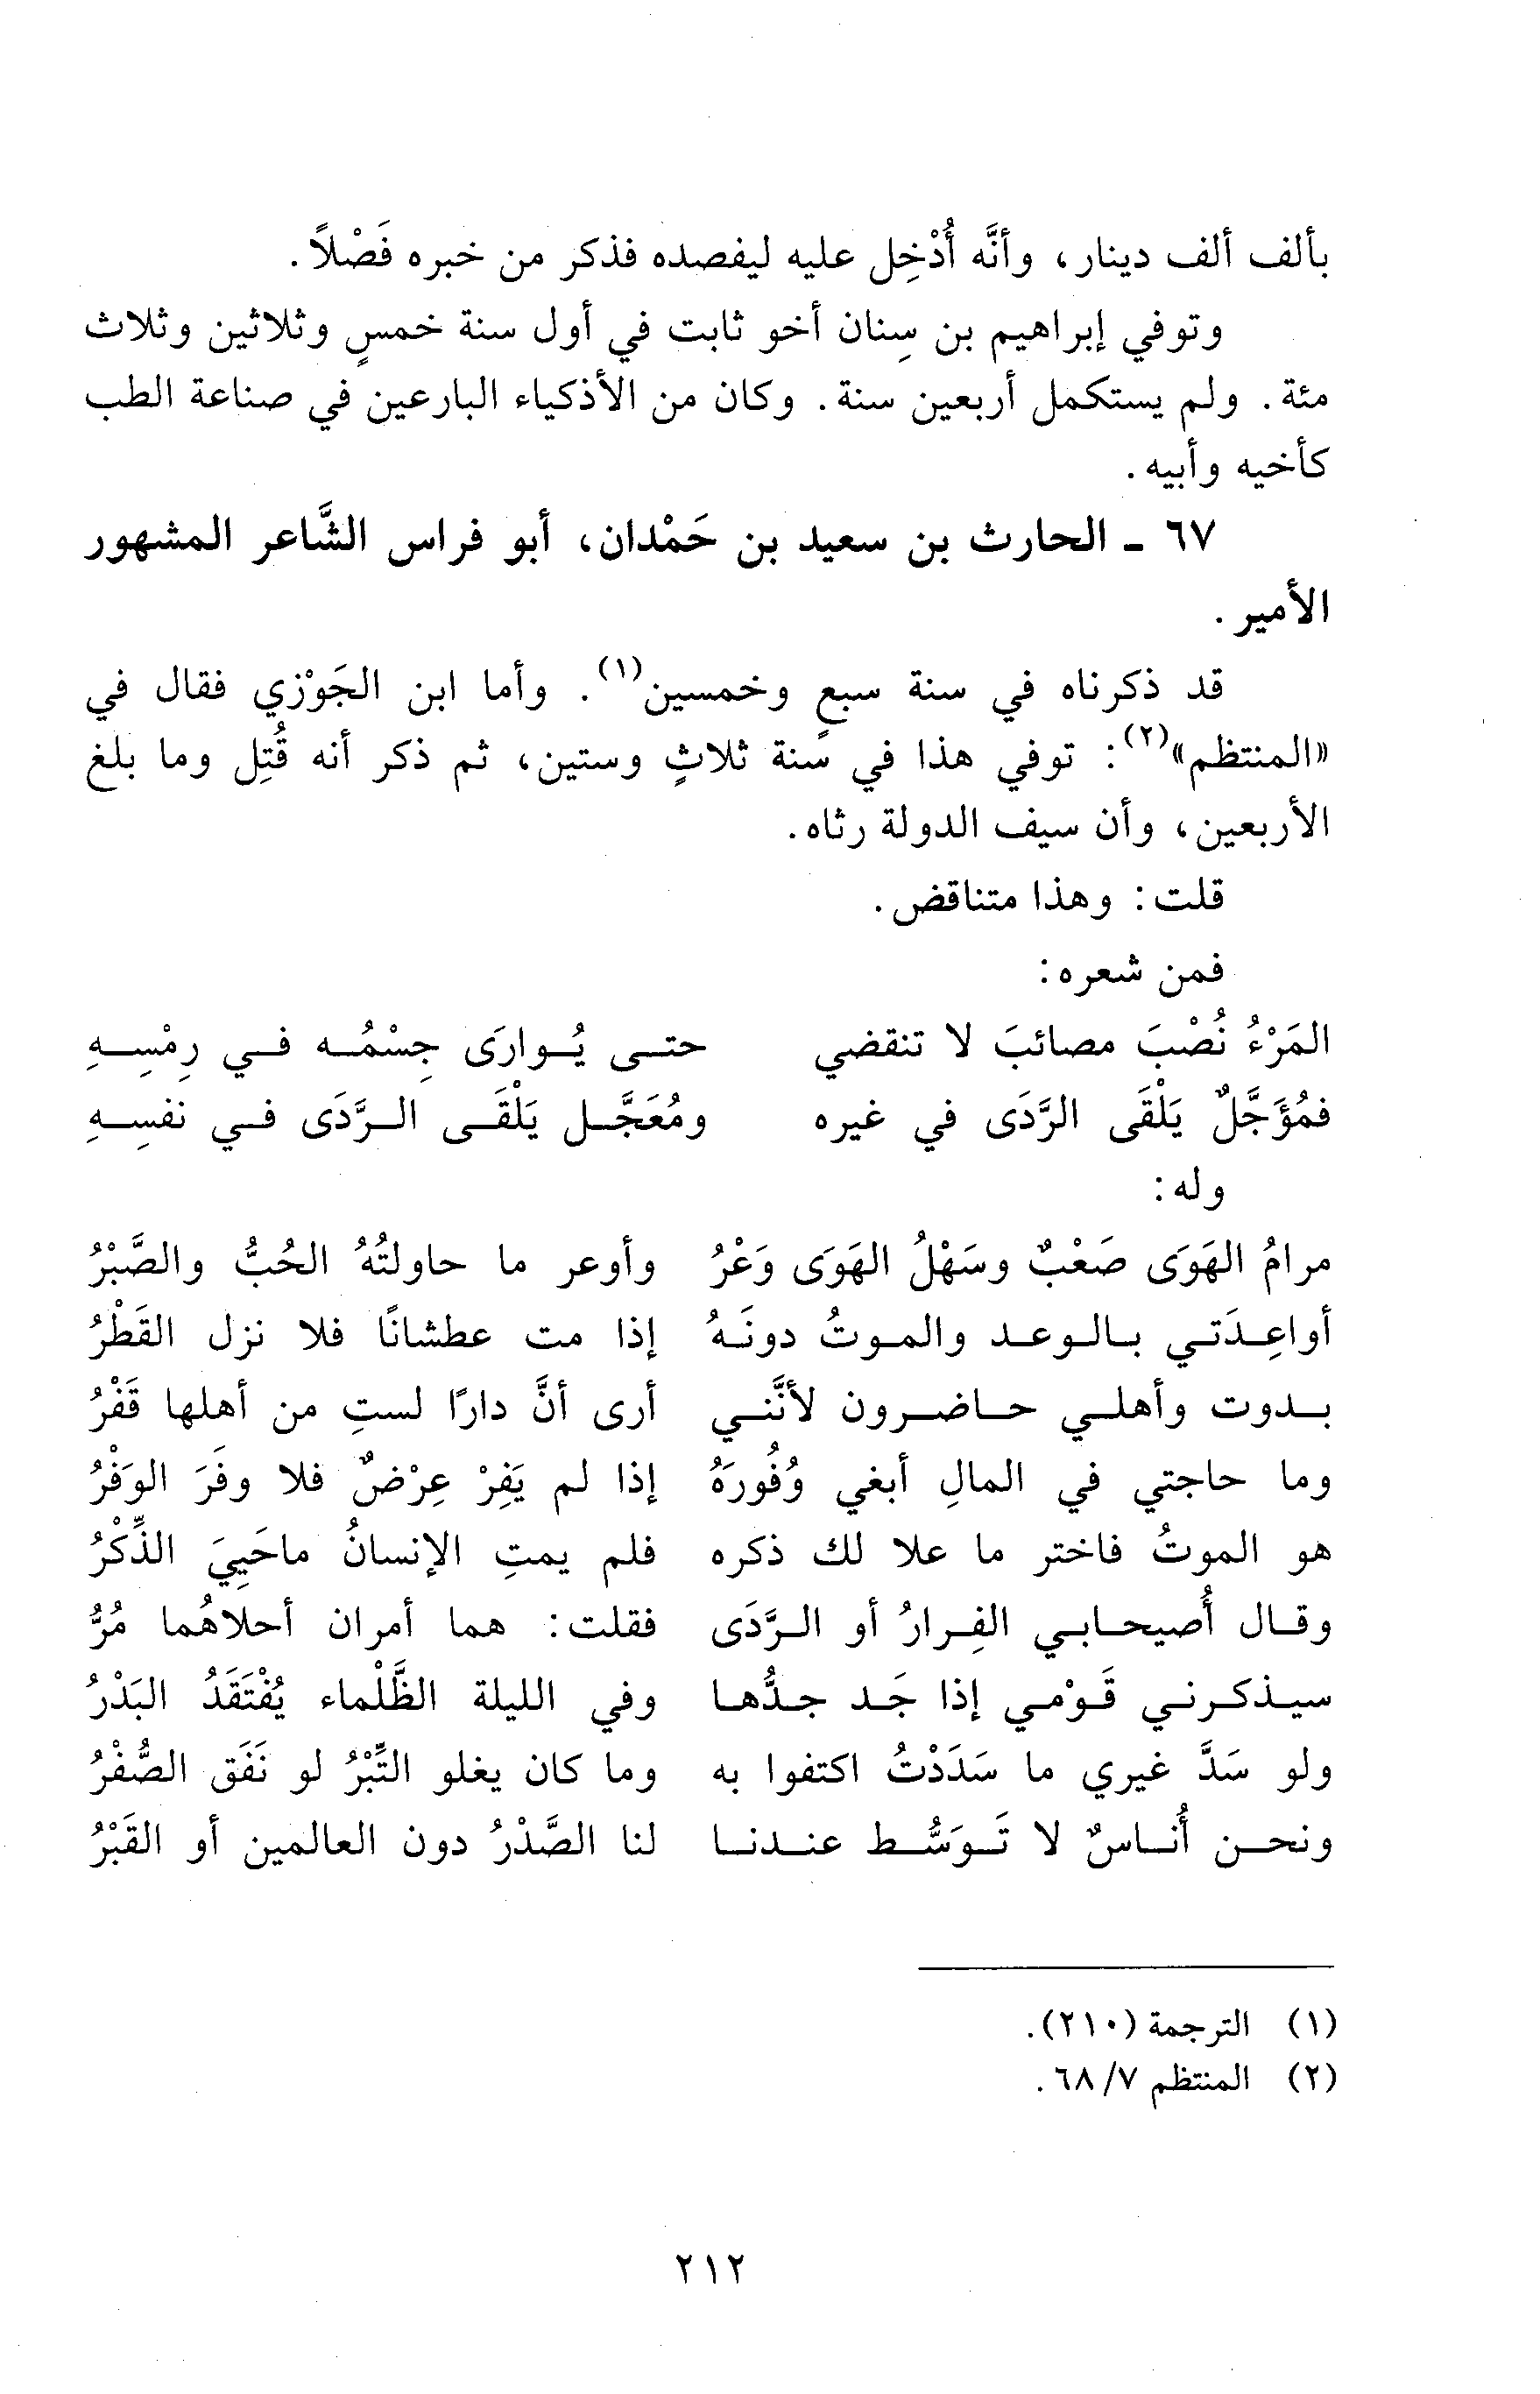 بألف ألف دينار، وأنَّه أُدْخِل عليه ليفصده فذكر من خبره فَضْلاً.
وتوفي إبراهيم بن سِنان أخو ثابت في أول سنة خمسٍ وثلاثين وثلاث
مئة. ولم يستكمل أربعين سنة. وكان من الأذكياء البارعين في صناعة الطب
كأخيه وأبيه.
٦٧ - الحارث بن سعيد بن حَمْدان، أبو فراس الشَّاعر المشهور
الأمير.
قد ذكرناه في سنة سبعٍ وخمسين(١). وأما ابن الجَوْزي فقال في
«المنتظم»(٢): توفي هذا في سنة ثلاثٍ وستين، ثم ذكر أنه قُتِل وما بلغ
الأربعين، وأن سيف الدولة رثاه.
قلت: وهذا متناقض.
فمن شعره:
المَرْءُ نُصْبَ مصائبَ لا تنقضي حتى يُوارَى جِسْمُه في رِمْسِهِ
فمُؤَجَّلٌ يَلْقَى الرَّدَى في غيره ومُعَجَّل يَلْقَى الرَّدَى في نفسِهِ
وله:
مرامُ الهَوَى صَعْبٌ وسَهْلُ الهَوَى وَعْرُ وأوعر ما حاولتُهُ الحُبُّ والصَّبْرُ
أواعِدَتي بالوعد والموتُ دونَهُ إذا مت عطشانًا فلا نزل القَطْرُ
بدوت وأهلي حاضرون لأنَّني أرى أنَّ دارًا لستِ من أهلها قَفْرُ
وما حاجتي في المالِ أبغي وُفُورَهُ إذا لم يَفِرْ عِرْضٌ فلا وفَرَ الوَفْرُ
هو الموتُ فاختر ما علا لك ذكره فلم يمتِ الإنسانُ ماحَيِيَ الذِّكْرُ
وقال أُصيحابي الفِرارُ أو الرَّدَى فقلت: هما أمران أحلاهُما مُرُّ
سيذكرني قَوْمي إذا جَد جدُّها وفي الليلة الظَّلْماء يُفْتَقَدُ البَدْرُ
ولو سَدَّ غيري ما سَدَدْتُ اكتفوا به وما كان يغلو التِّبْرُ لو نَفَق الصُّفْرُ
ونحن أُناسٌ لا تَوَسُّط عندنا لنا الصَّدْرُ دون العالمين أو القَبْرُ
(١) الترجمة (٢١٠).
(٢) المنتظم ٧/ ٦٨.
٢١٢